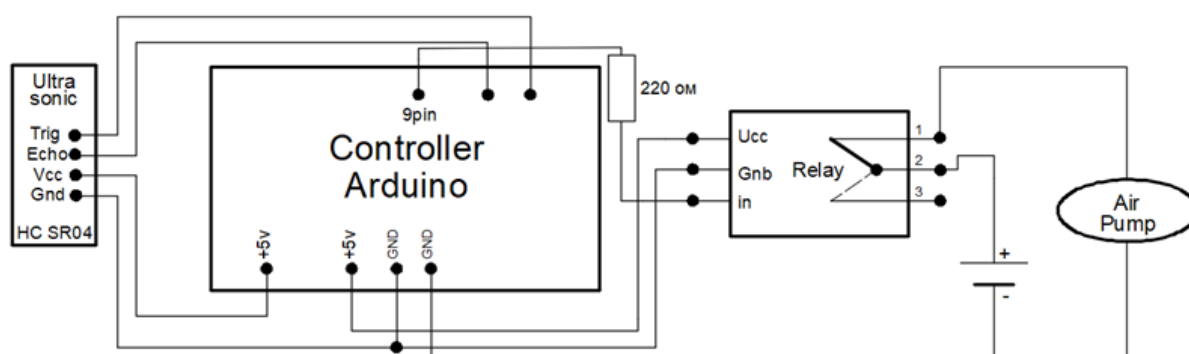 Ultra
sonic
Trig
Echo
Vcc
Gnd
HC SR04
9pin
Controller
Arduino
+5v
+5v
GND
GND
220 ом
Ucc
Gnb
in
Relay
1
2
3
+
-
Air
Pump